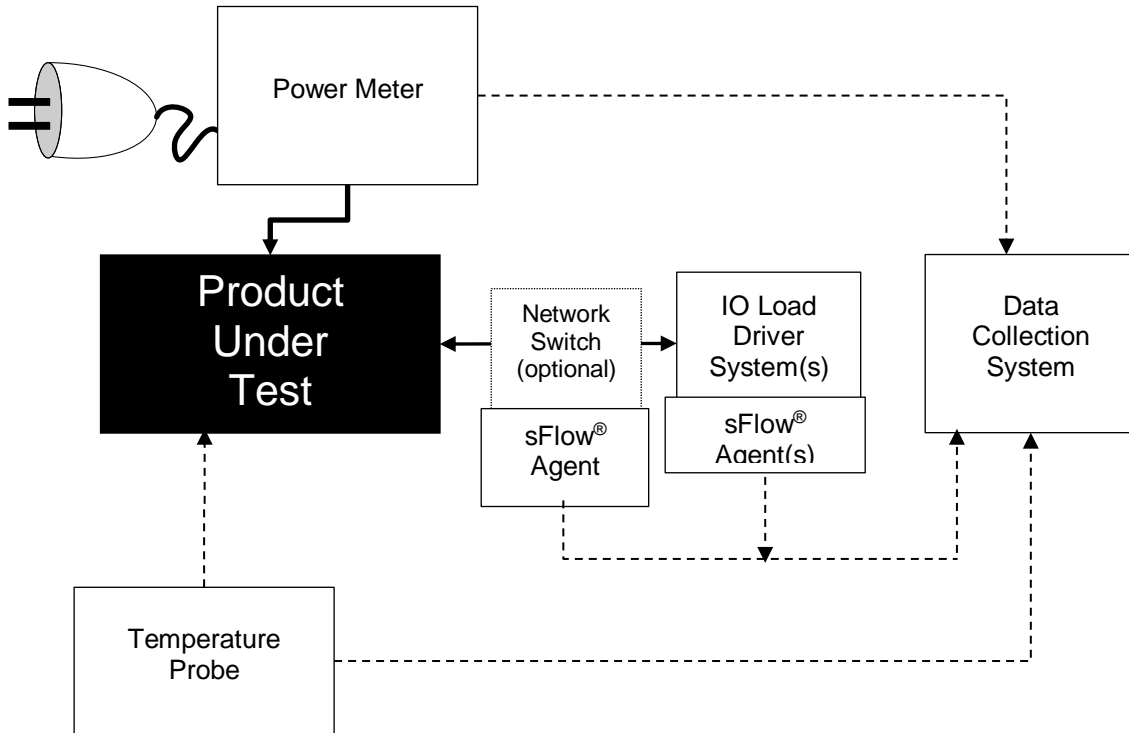 Power Meter
Product
Under
Test
Network
Switch
(optional)
sFlow®
Agent
IO Load
Driver
System(s)
sFlow®
Agent(s)
Data
Collection
System
Temperature
Probe